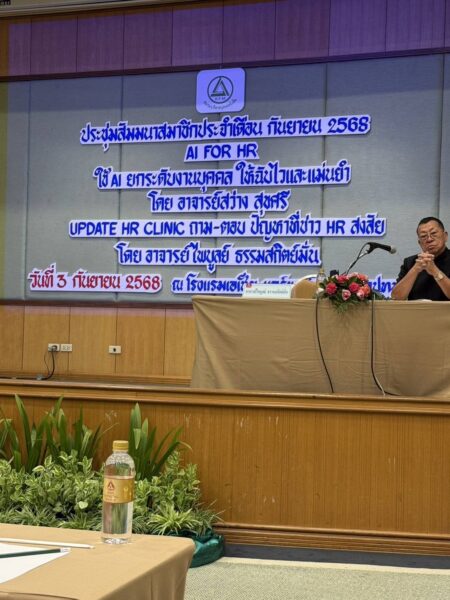 ประชุมสัมมนาสมาชิกประจำเดือน กันยายน 2568
AI FOR HR
ใช้ AI ยกระดับงานบุคคล ให้ฉับไวและแม่นยำ
โดย อาจารย์สว่าง สุขศรี
UPDATE HR CLINIC ถาม-ตอบ ปัญหาที่ชาว HR สงสัย
โดย อาจารย์ไพบูลย์ ธรรมสถิตย์มั่น
วันที่ 3 กันยายน 2568
ณ โรงแรม